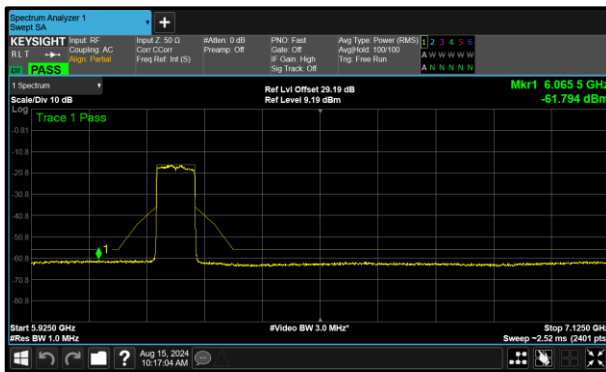 Spectrum Analyzer 1
Swept SA
KEYSIGHT
RLT
PASS
Input: RF
Coupling: AC
Align: Partial
Input Z: 50 Ω
Corr CCorr
Freq Ref: Int (S)
#Atten: 0 dB
Preamp: Off
PNO: Fast
Gate: Off
IF Gain: High
Sig Track: Off
Avg Type: Power (RMS)
Avg|Hold: 100/100
Trig: Free Run
1 2 3 4 5 6
A W W W W W
A N N N N N
1 Spectrum
Scale/Div 10 dB
Ref Lvl Offset 29.19 dB
Ref Level 9.19 dBm
Mkr1 6.065 5 GHz
-61.794 dBm
Log
Trace 1 Pass
-0.81
-10.8
-20.8
-30.8
-40.8
-50.8
-60.8
-70.8
-80.8
1
Start 5.9250 GHz
#Res BW 1.0 MHz
#Video BW 3.0 MHz*
Stop 7.1250 GHz
Sweep ~2.52 ms (2401 pts)
?
Aug 15, 2024
10:17:04 AM